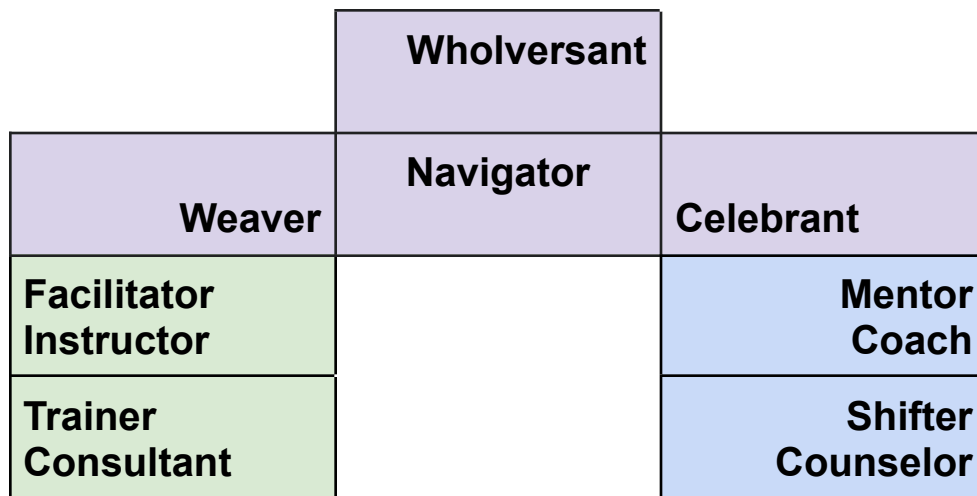 Wholversant
Navigator
Weaver
Celebrant
Facilitator
Instructor
Mentor
Coach
Trainer
Consultant
Shifter
Counselor